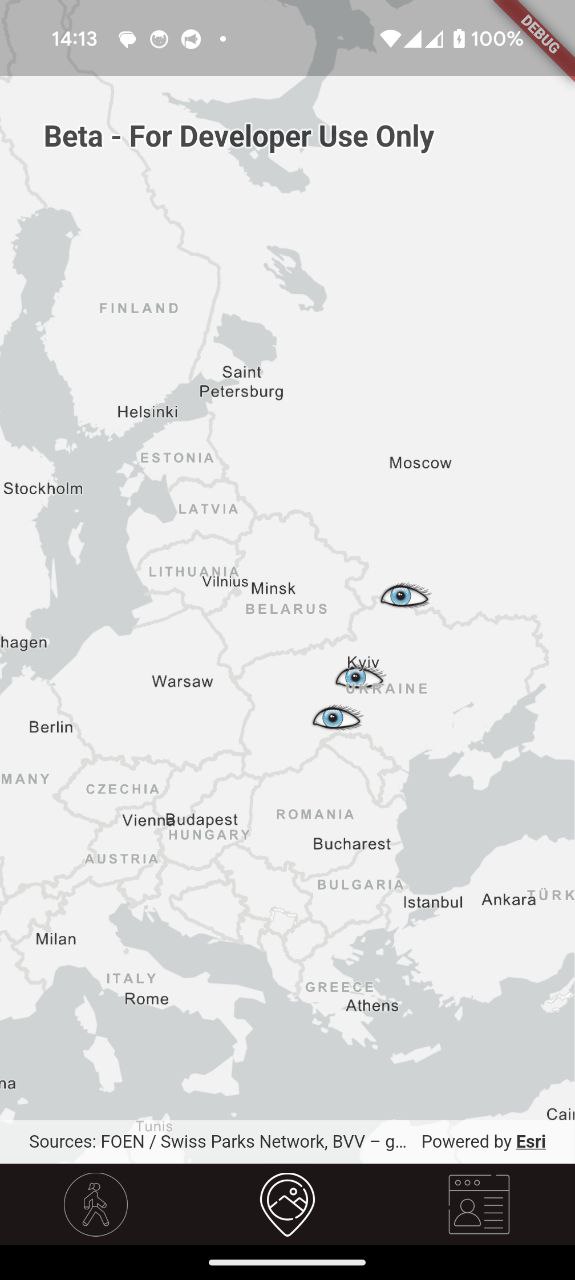 14:13
100%
DEBUG
Beta - For Developer Use Only
FINLAND
Saint
Petersburg
Helsinki
ESTONIA
Moscow
Stockholm
LATVIA
LITHUANIA
Vilnius
Minsk
BELARUS
hagen
Kyiv
UKRAINE
Warsaw
Berlin
MANY
CZECHIA
Vienna
Budapest
ROMANIA
HUNGARY
Bucharest
AUSTRIA
BULGARIA
Istanbul
Ankara
TÜRK
Milan
ITALY
GREECE
Rome
Athens
na
Cair
Tunis
Sources: FOEN / Swiss Parks Network, BVV – g... Powered by Esri